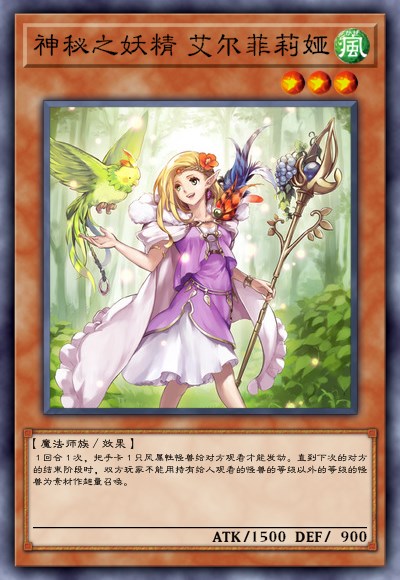 神秘之妖精 艾尔菲莉娅
風
【魔法师族／效果】
１回合１次，把手卡１只风属性怪兽给对方观看才能发动。直到下次的对方
的结束阶段时，双方玩家不能用持有给人观看的怪兽的等级以外的等级的怪
兽为素材作超量召唤。
ATK/1500 DEF/ 900